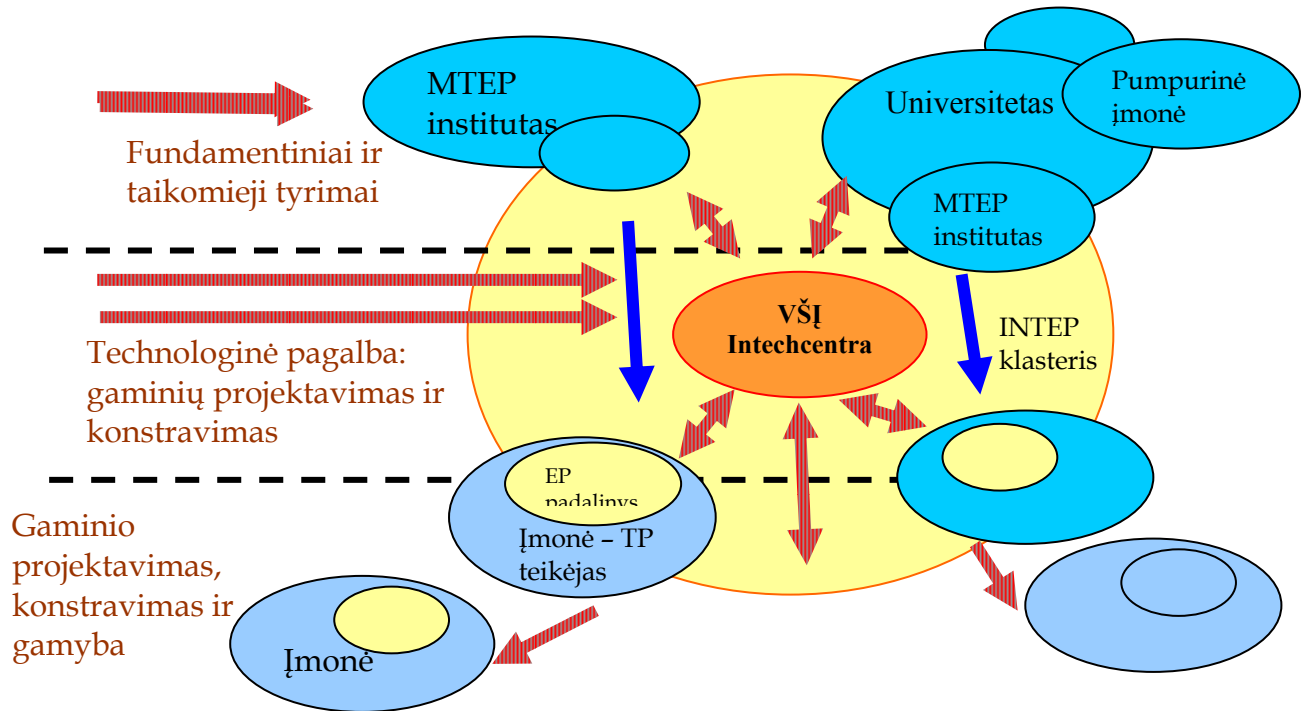 MTEP
institutas
Universitetas
Pumpurinė
įmonė
Fundamentiniai ir
taikomieji tyrimai
MTEP
institutas
VŠĮ
Intechcentra
INTEP
klasteris
Technologinė pagalba:
gaminių projektavimas ir
konstravimas
EP
padalinys
Įmonė – TP
teikėjas
Gaminio
projektavimas,
konstravimas ir
gamyba
Įmonė